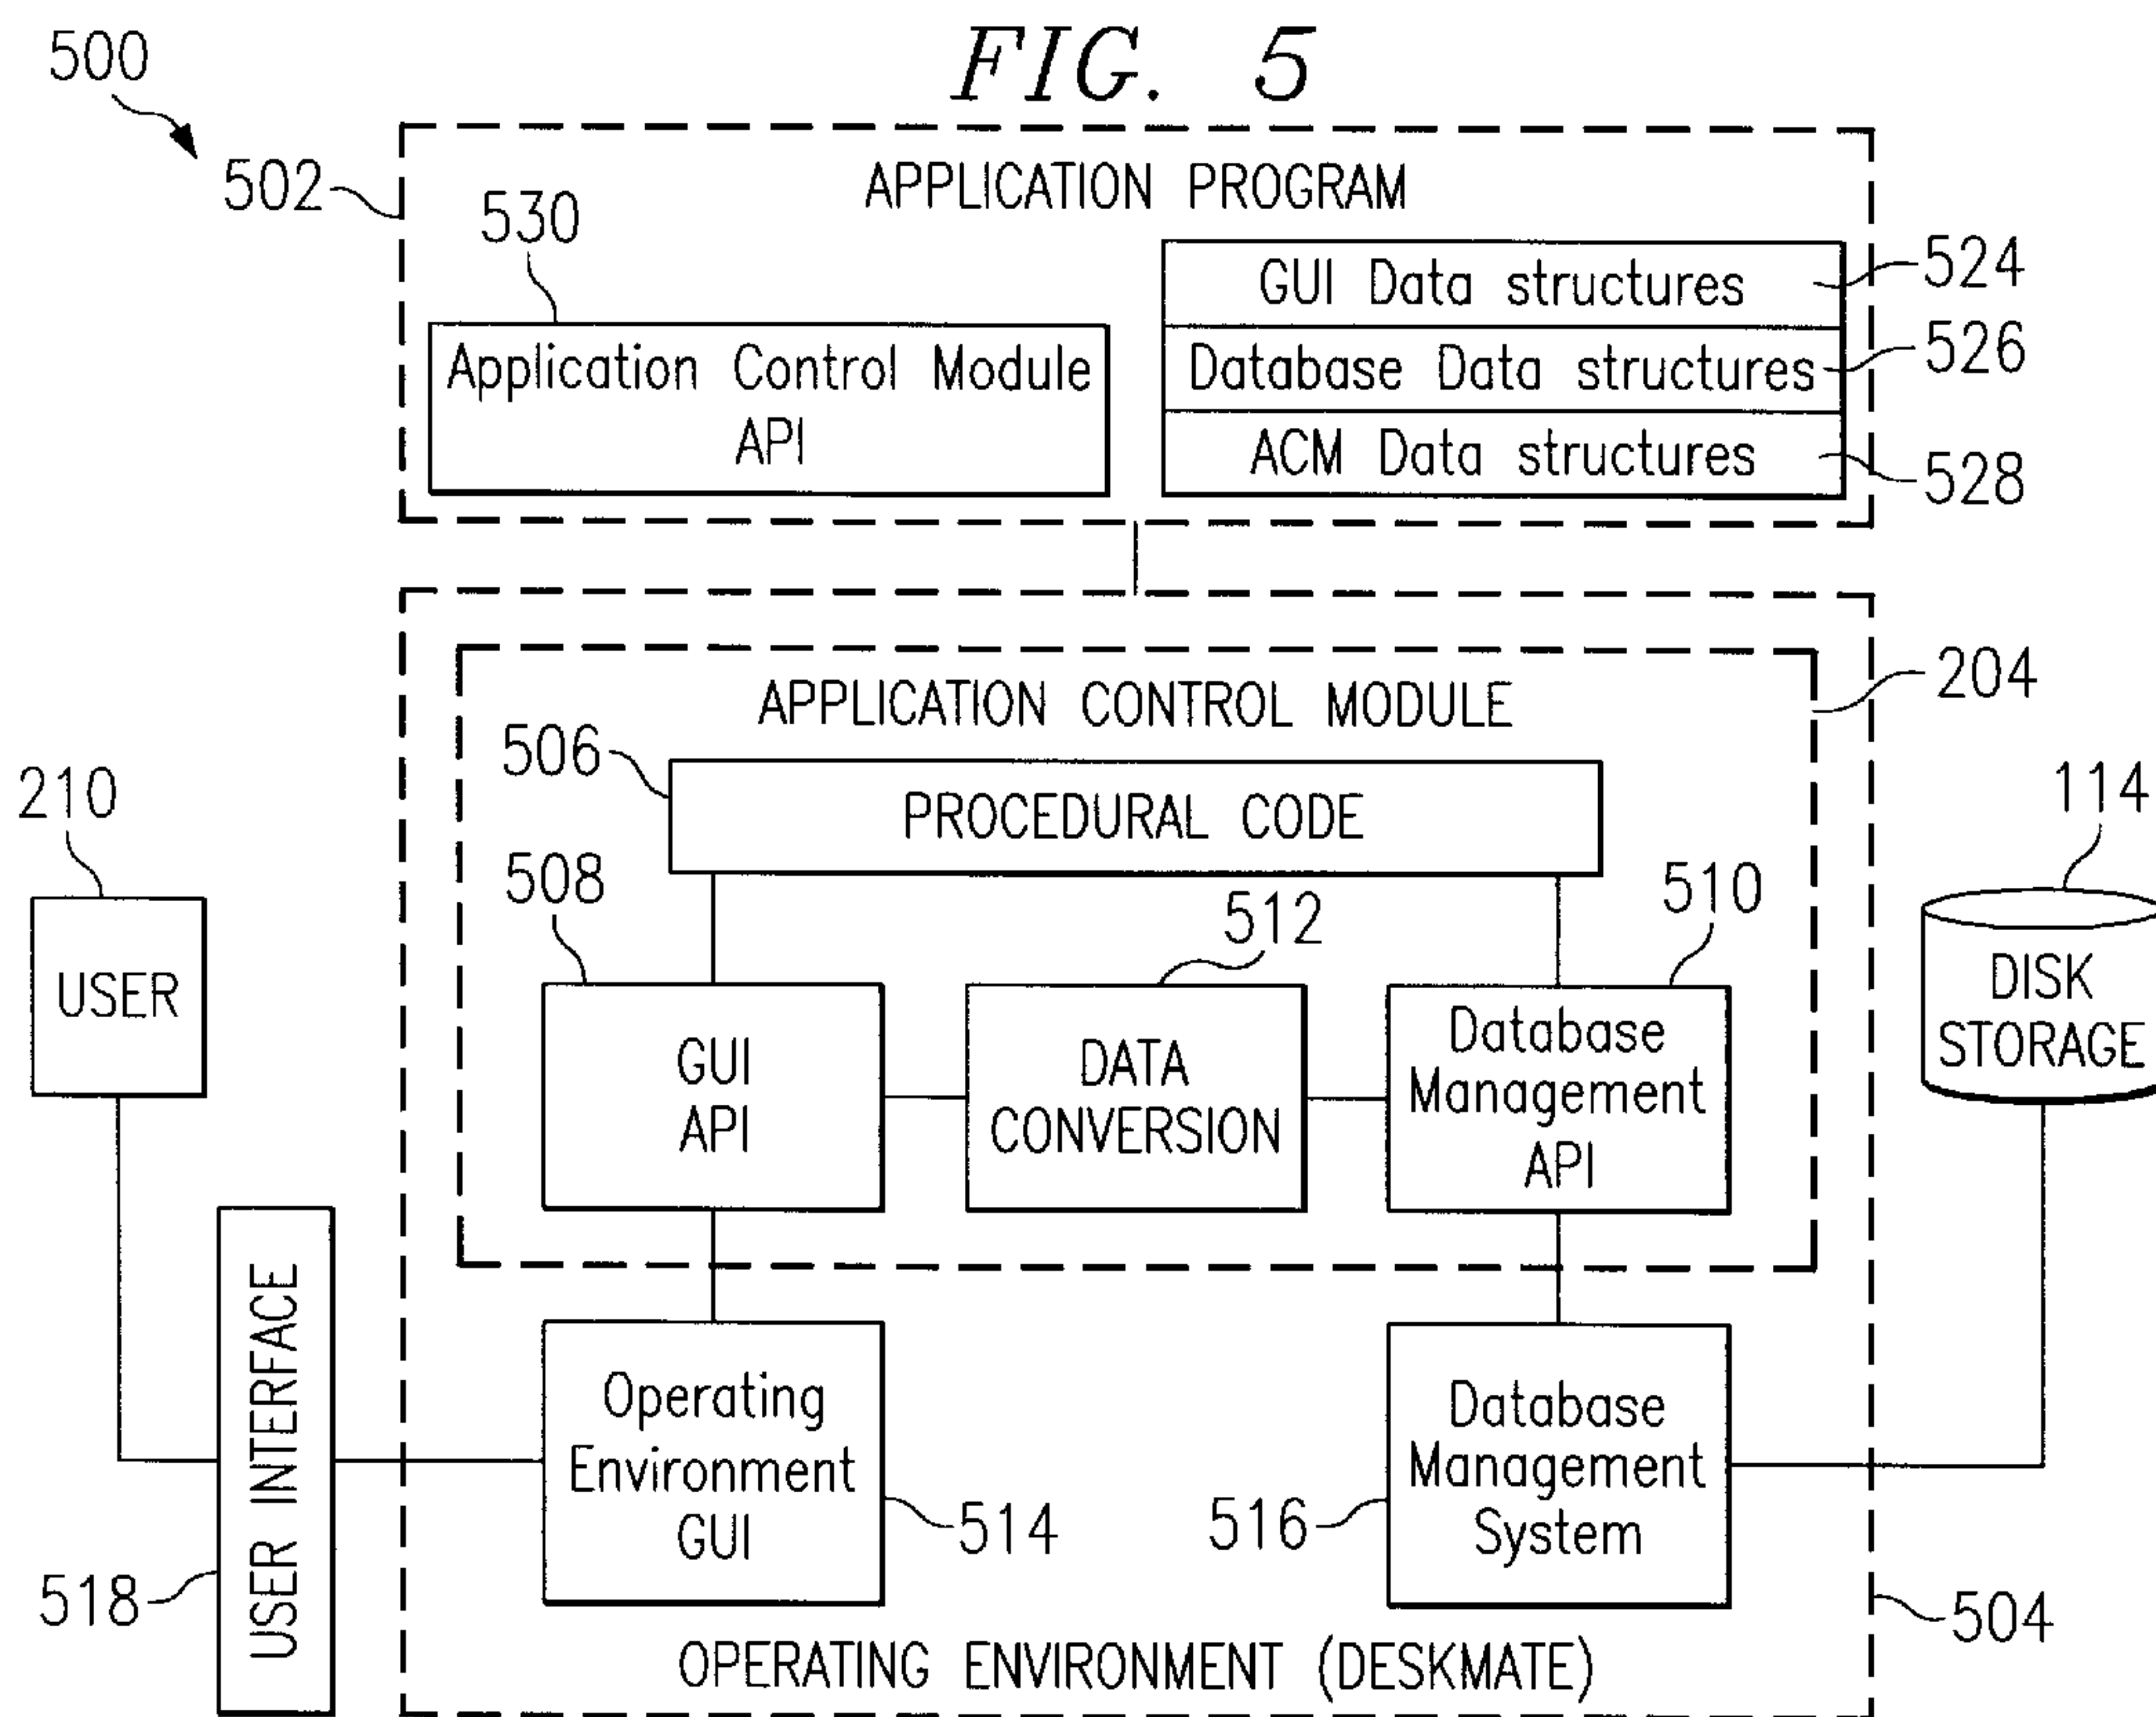 FIG. 5
500
502
APPLICATION PROGRAM
530
Application Control Module
API
GUI Data structures
524
Database Data structures
526
ACM Data structures
528
204
APPLICATION CONTROL MODULE
506
PROCEDURAL CODE
210
USER
508
GUI
API
512
DATA
CONVERSION
510
Database
Management
API
114
DISK
STORAGE
USER INTERFACE
518
Operating
Environment
GUI
514
516
Database
Management
System
504
OPERATING ENVIRONMENT (DESKMATE)